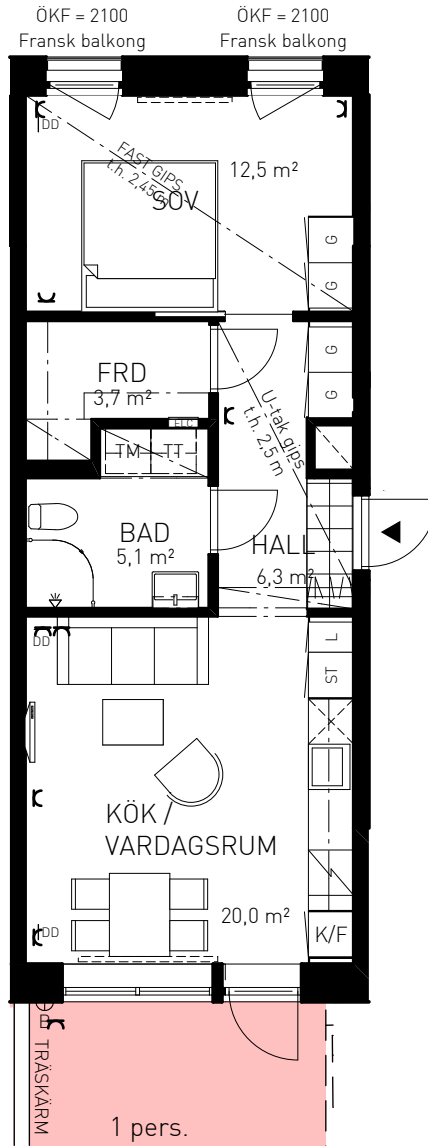 ÖKF = 2100
Fransk balkong
ÖKF = 2100
Fransk balkong
DD
FAST GIPS
t.h. 2,45 m
12,5 m²
SOV
G
G
FRD
3,7 m²
G
G
ELC
U-tak gips
t.h. 2,5 m
TM
TT
BAD
5,1 m²
HALL
6,3 m²
DD
L
ST
KÖK /
VARDAGSRUM
20,0 m²
DD
K/F
TRÄSKÄRM
1 pers.